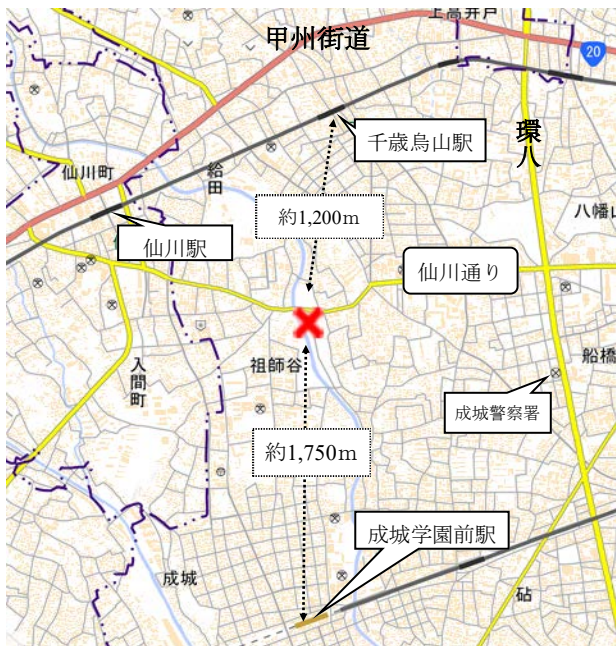 上高井戸
甲州街道
20
千歳烏山駅
環八
仙川町
給田
約1,200m
八幡山
仙川駅
仙川通り
祖師谷
入間町
船橋
成城警察署
約1,750m
成城学園前駅
成城
砧